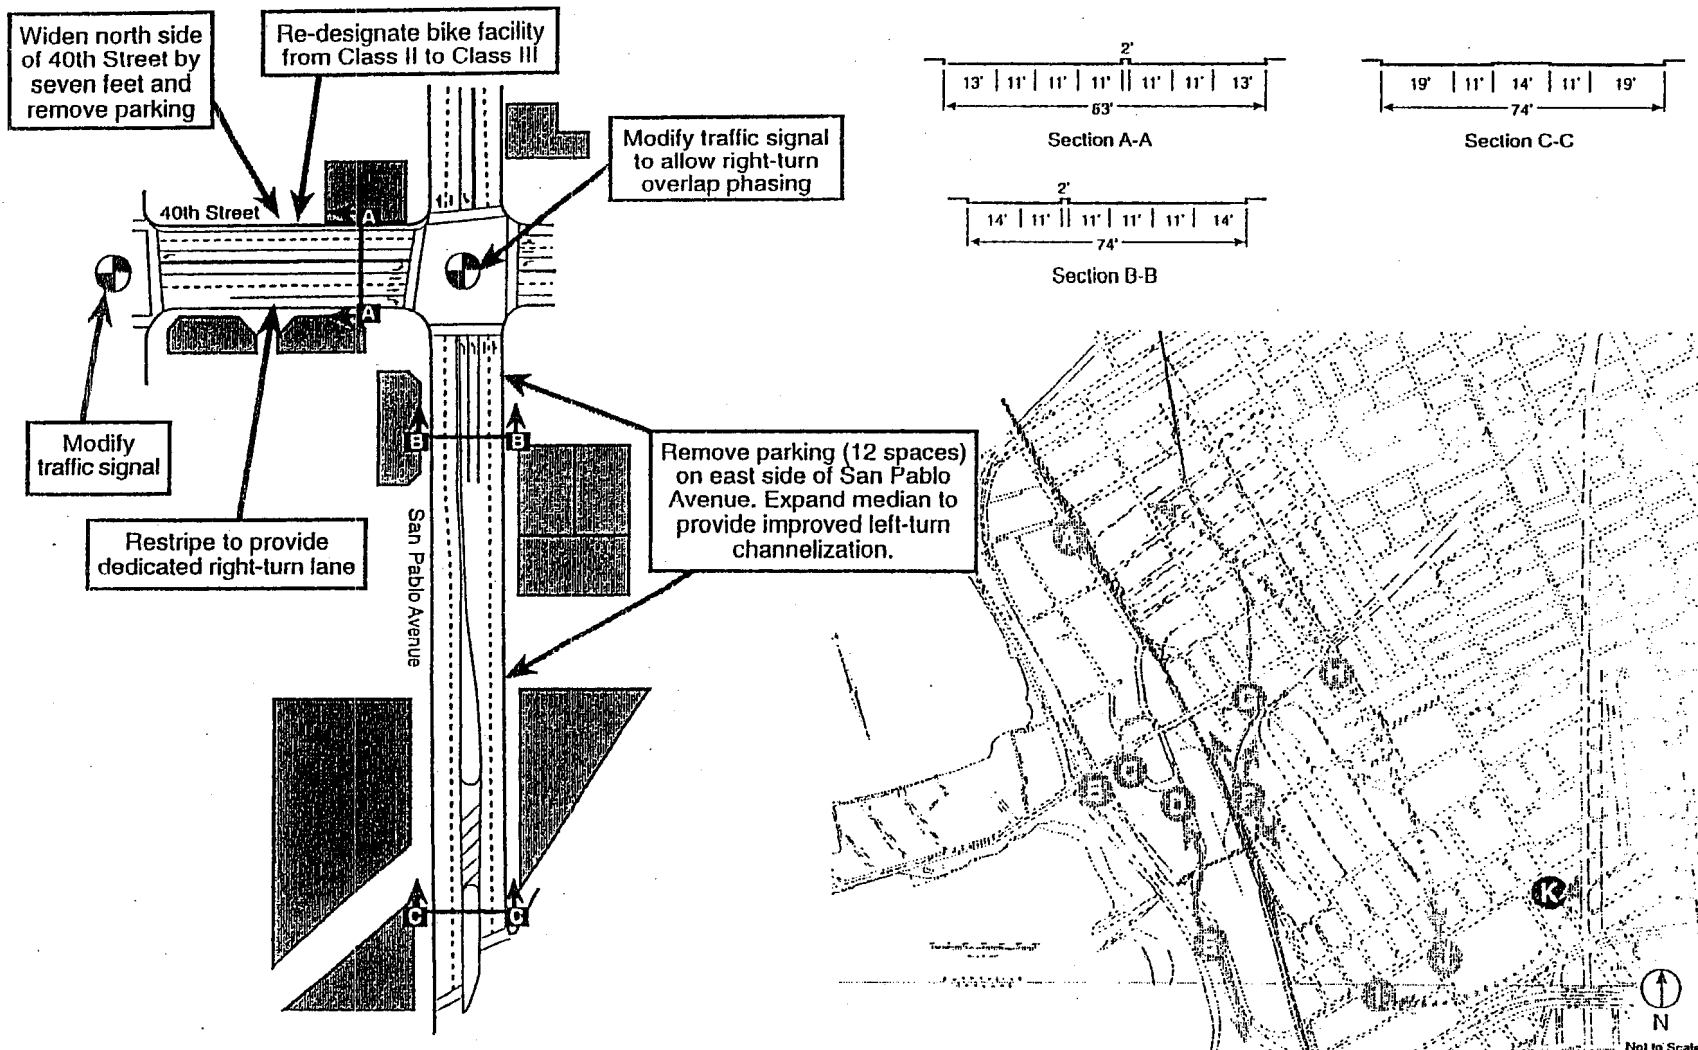 Widen north side
of 40th Street by
seven feet and
remove parking
Re-designate bike facility
from Class II to Class III
Modify traffic signal
to allow right-turn
overlap phasing
40th Street
A
A
Modify
traffic signal
Restripe to provide
dedicated right-turn lane
B
B
Remove parking (12 spaces)
on east side of San Pablo
Avenue. Expand median to
provide improved left-turn
channelization.
San Pablo Avenue
C
C
2'
13' 11' 11' 11' 11' 11' 13'
83'
Section A-A
19' 11' 14' 11' 19'
74'
Section C-C
2'
14' 11' 11' 11' 11' 14'
74'
Section B-B
A
H
D
K
J
I
N
Not to Scale